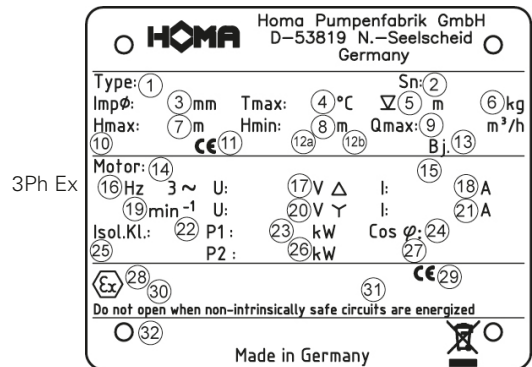 HOMA Homa Pumpenfabrik GmbH
D-53819 N.-Seelscheid
Germany
Type: 1 Sn: 2
Impø: 3 mm Tmax: 4 °C ▽ 5 m 6 kg
Hmax: 7 m Hmin: 8 m Qmax: 9 m³/h
10 CE 11 12a 12b Bj. 13
Motor: 14 15
3Ph Ex
16 Hz 3~ U: 17 V △ I: 18 A
19 min⁻¹ U: 20 V Y I: 21 A
Isol.Kl.: 22 P1: 23 kW Cos φ: 24
25 P2: 26 kW 27
Ex 28 30 31 CE 29
Do not open when non-intrinsically safe circuits are energized
32
Made in Germany